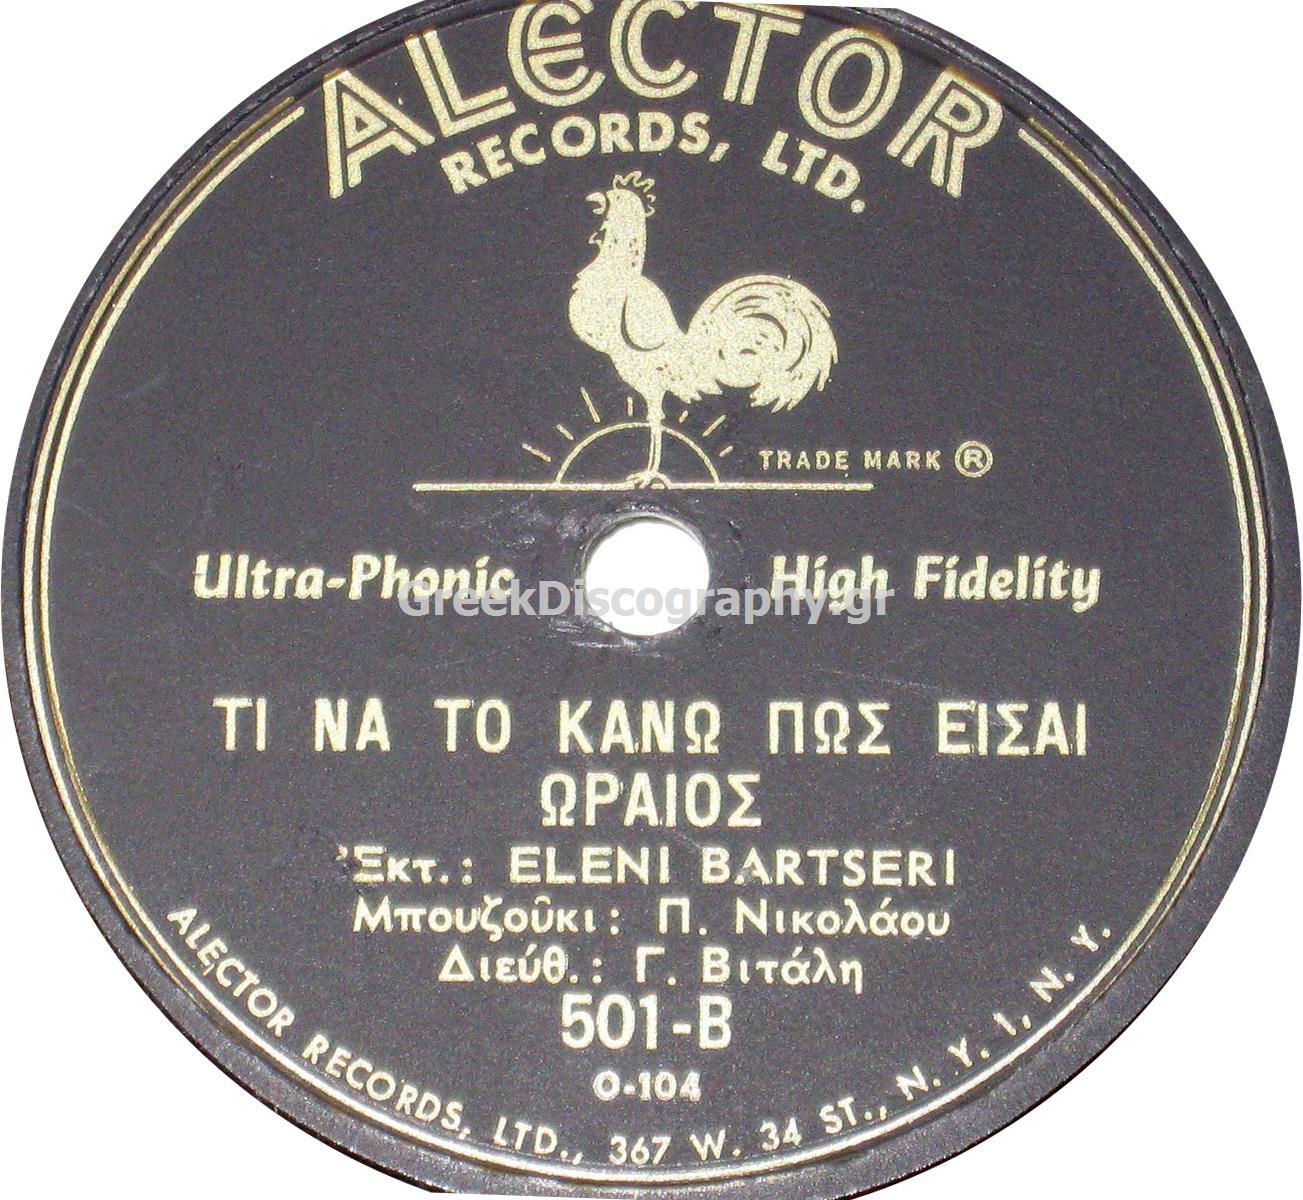 ALECTOR
RECORDS, LTD.
TRADE MARK ®
Ultra-Phonic High Fidelity
GreekDiscography.gr
ΤΙ ΝΑ ΤΟ ΚΑΝΩ ΠΩΣ ΕΙΣΑΙ
ΩΡΑΙΟΣ
Ἐκτ.: ELENI BARTSERI
Μπουζοῦκι: Π. Νικολάου
Διεύθ.: Γ. Βιτάλη
501-B
O-104
ALECTOR RECORDS, LTD., 367 W. 34 ST., N. Y. 1, N. Y.